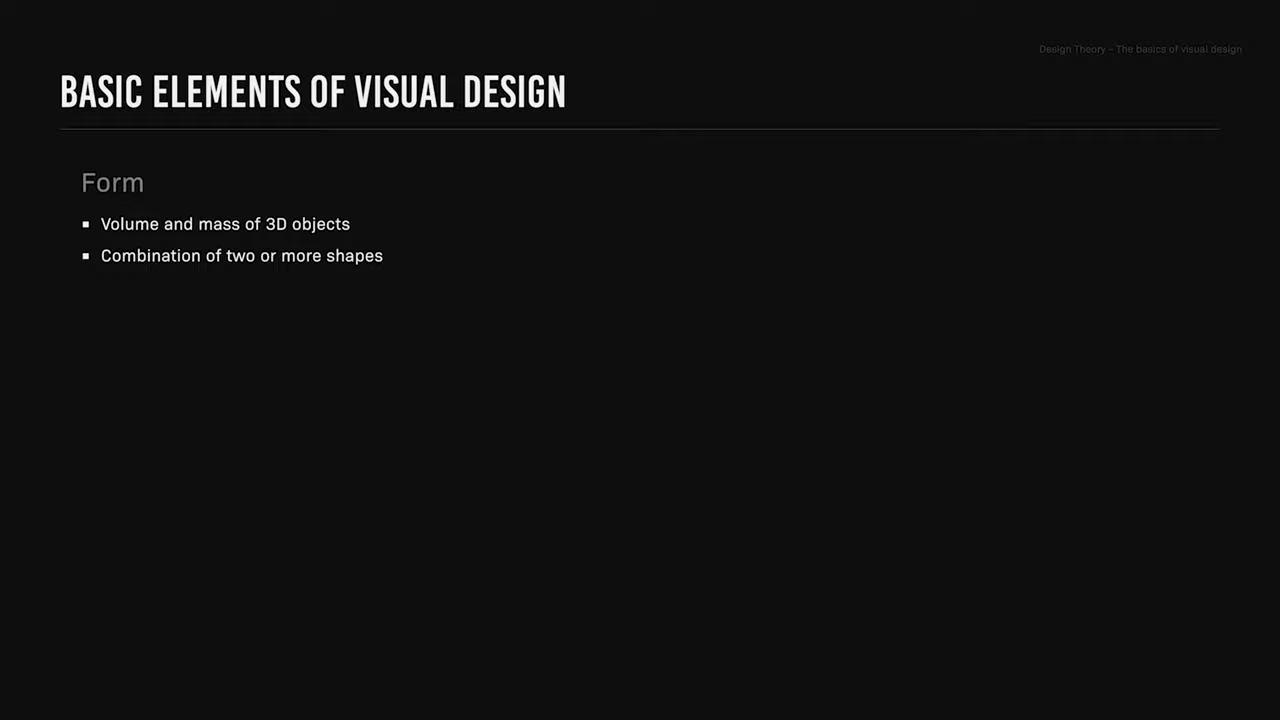 Design Theory – The basics of visual design
BASIC ELEMENTS OF VISUAL DESIGN
Form
▪ Volume and mass of 3D objects
▪ Combination of two or more shapes